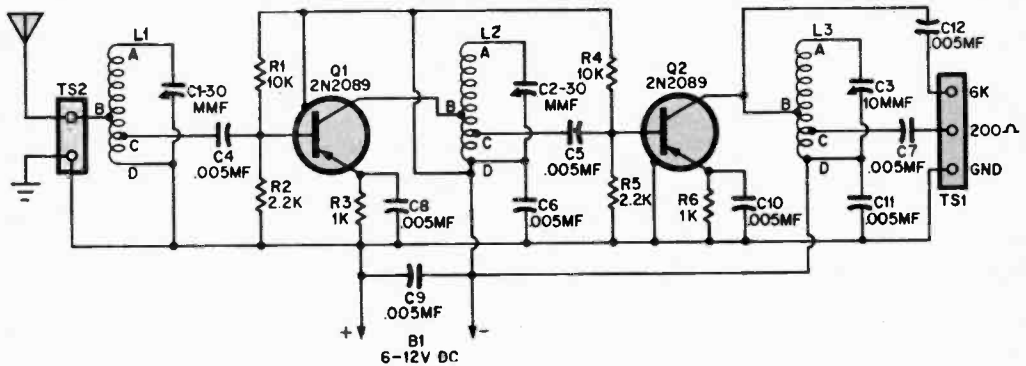 L1
A
B
C
D
TS2
C1-30
MMF
C4
.005MF
R1
10K
R2
2.2K
Q1
2N2089
R3
1K
C8
.005MF
L2
A
B
C
D
C2-30
MMF
C5
.005MF
C6
.005MF
R4
10K
R5
2.2K
Q2
2N2089
R6
1K
C10
.005MF
L3
A
B
C
D
C3
10MMF
C12
.005MF
C7
.005MF
C11
.005MF
6K
200Ω
GND
TS1
C9
.005MF
+
-
B1
6-12V DC